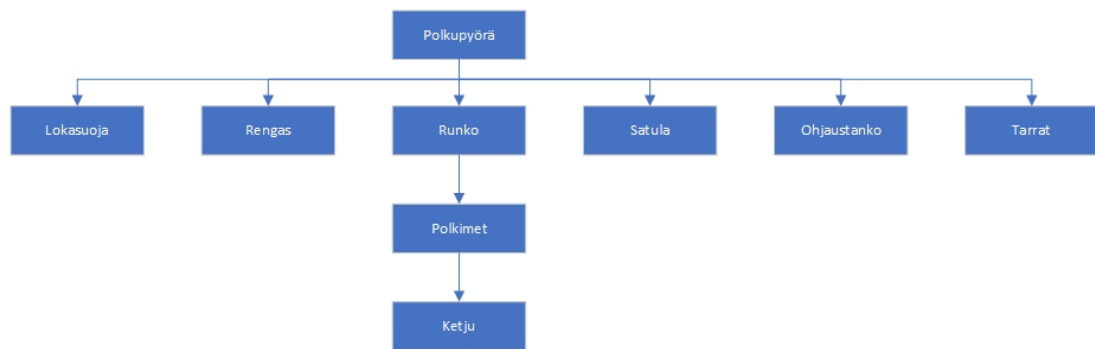 Polkupyörä
Lokasuoja
Rengas
Runko
Satula
Ohjaustanko
Tarrat
Polkimet
Ketju